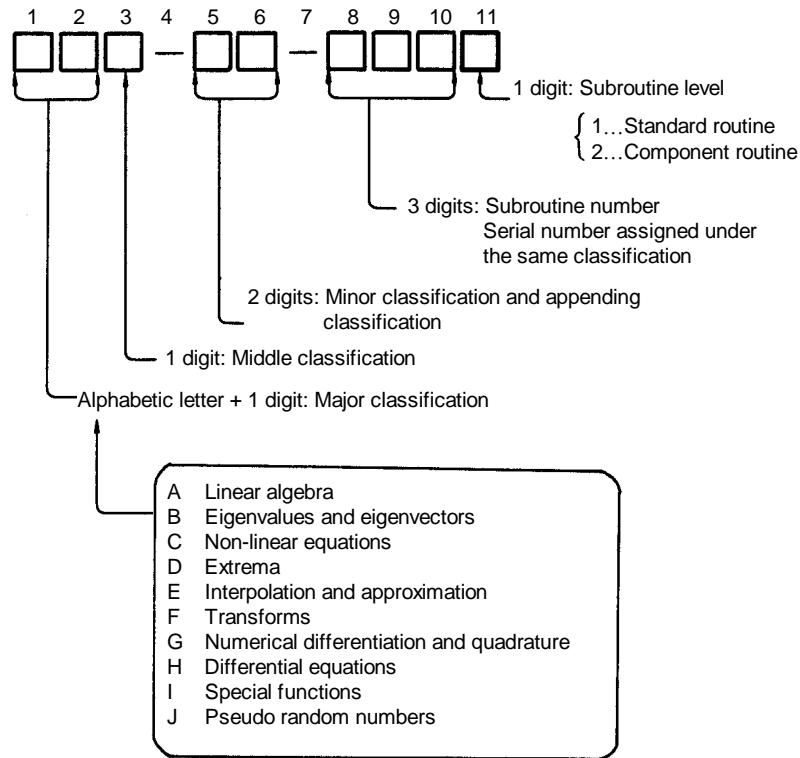 1 2 3 4 5 6 7 8 9 10 11
— —
1 digit: Subroutine level
1…Standard routine
2…Component routine
3 digits: Subroutine number
Serial number assigned under
the same classification
2 digits: Minor classification and appending
classification
1 digit: Middle classification
Alphabetic letter + 1 digit: Major classification
A Linear algebra
B Eigenvalues and eigenvectors
C Non-linear equations
D Extrema
E Interpolation and approximation
F Transforms
G Numerical differentiation and quadrature
H Differential equations
I Special functions
J Pseudo random numbers